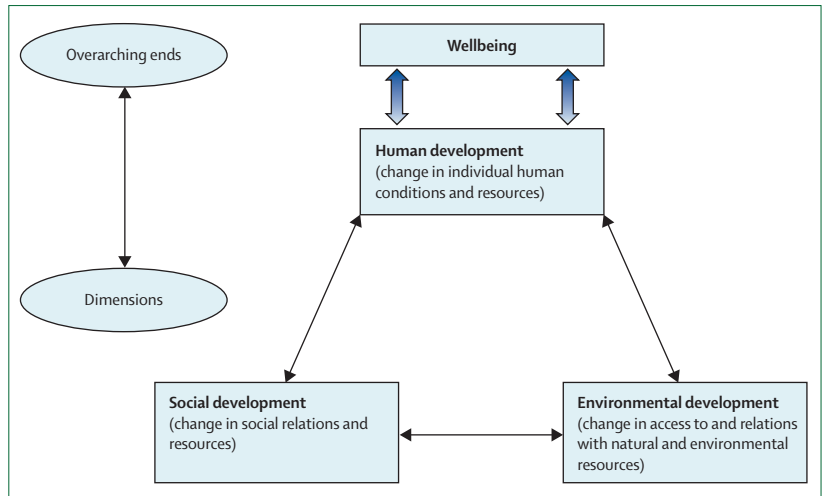 Overarching ends
Wellbeing
Human development
(change in individual human
conditions and resources)
Dimensions
Social development
(change in social relations and
resources)
Environmental development
(change in access to and relations
with natural and environmental
resources)